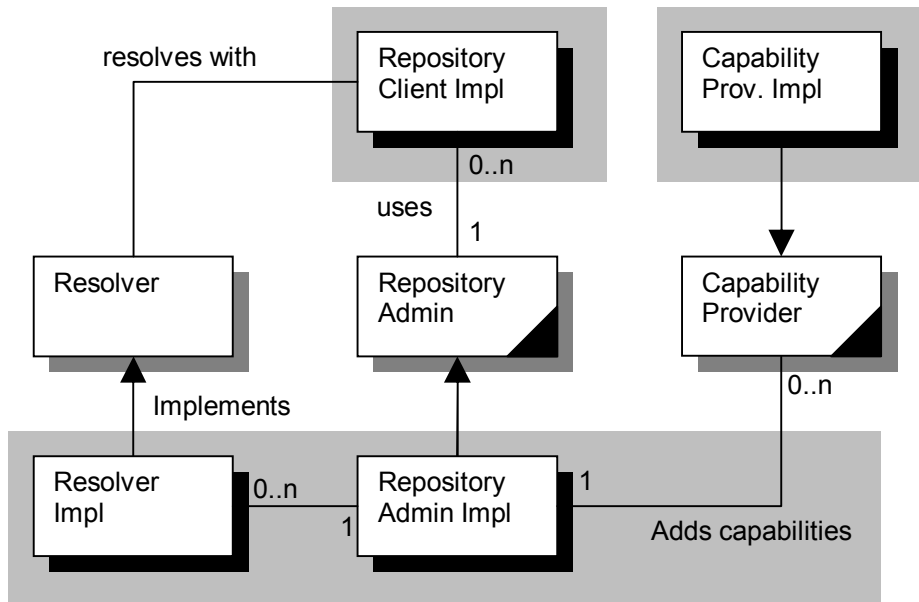 resolves with
Repository
Client Impl
Capability
Prov. Impl
0..n
uses
1
Resolver
Repository
Admin
Capability
Provider
0..n
Implements
Resolver
Impl
0..n
1
Repository
Admin Impl
1
Adds capabilities